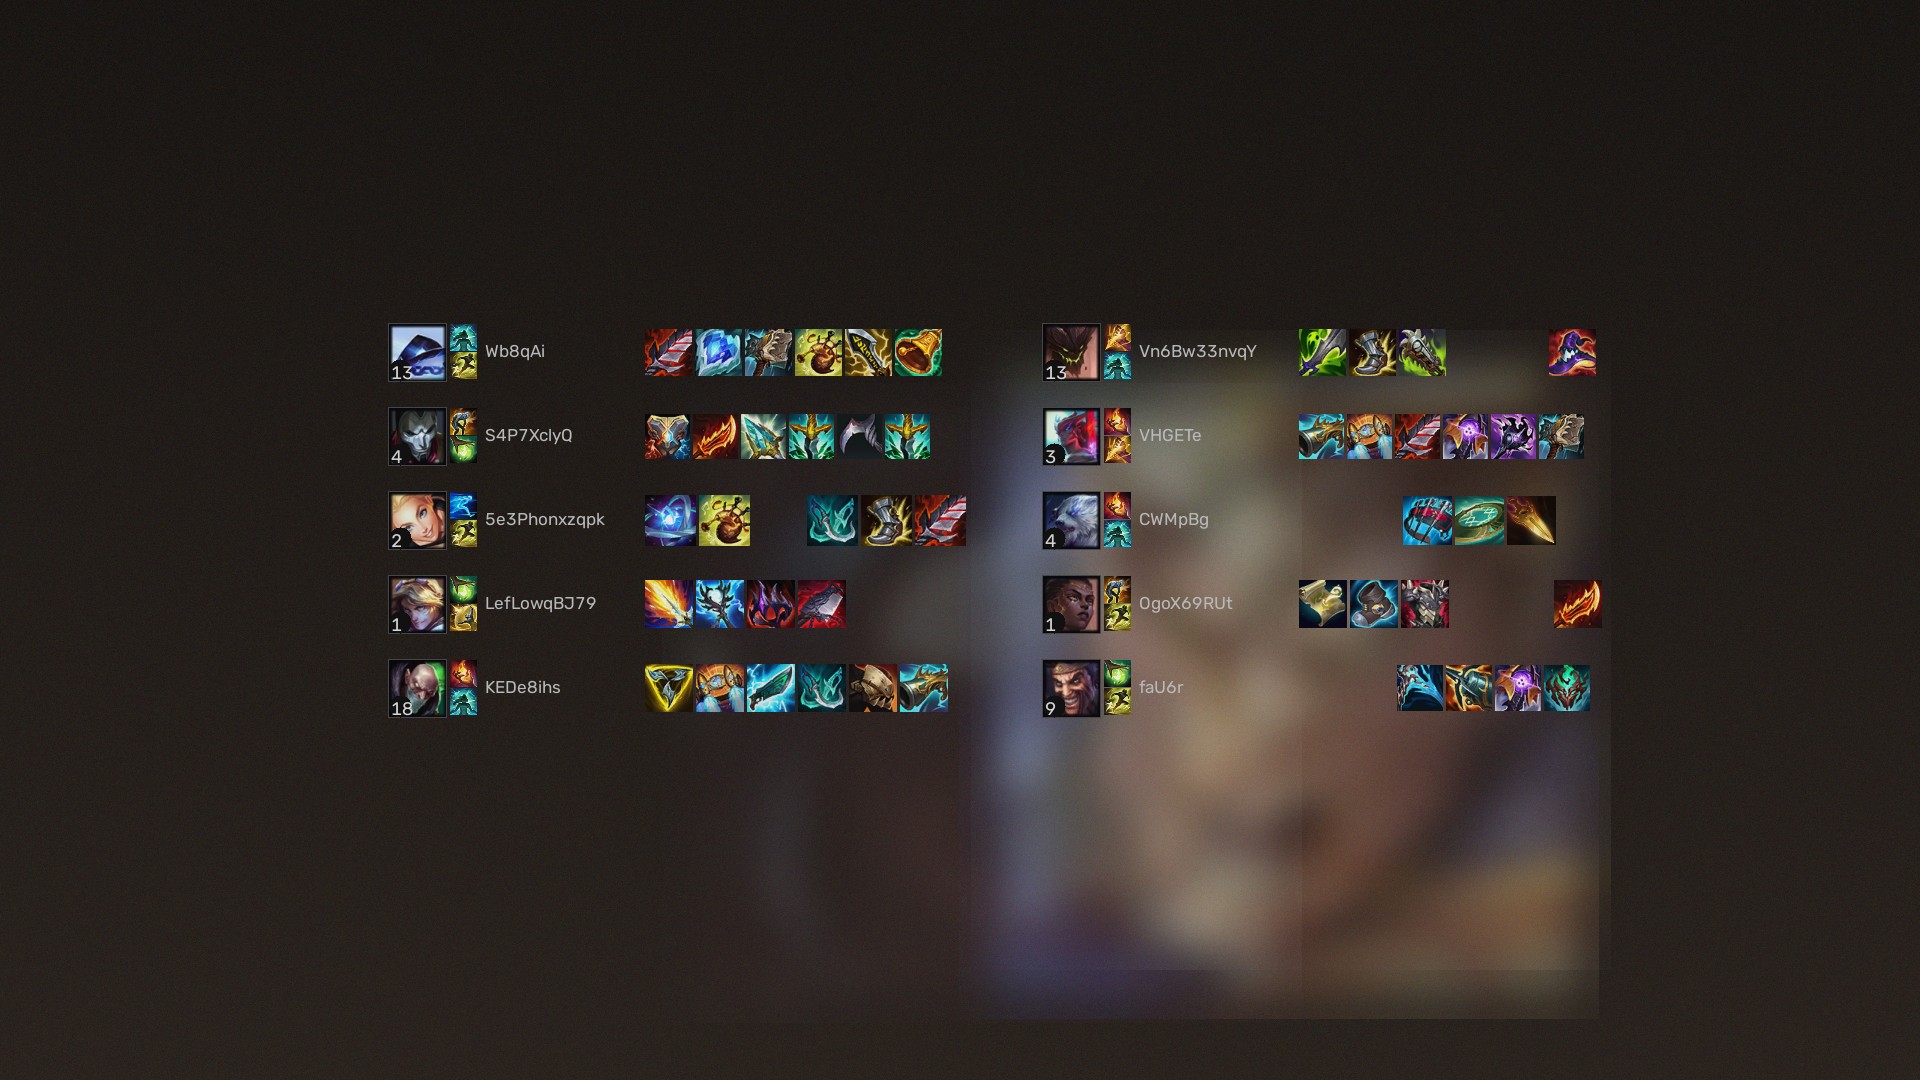 13 Wb8qAi
4 S4P7XclyQ
2 5e3Phonxzqpk
1 LefLowqBJ79
18 KEDe8ihs
13 Vn6Bw33nvqY
3 VHGETe
4 CWMpBg
1 OgoX69RUt
9 faU6r